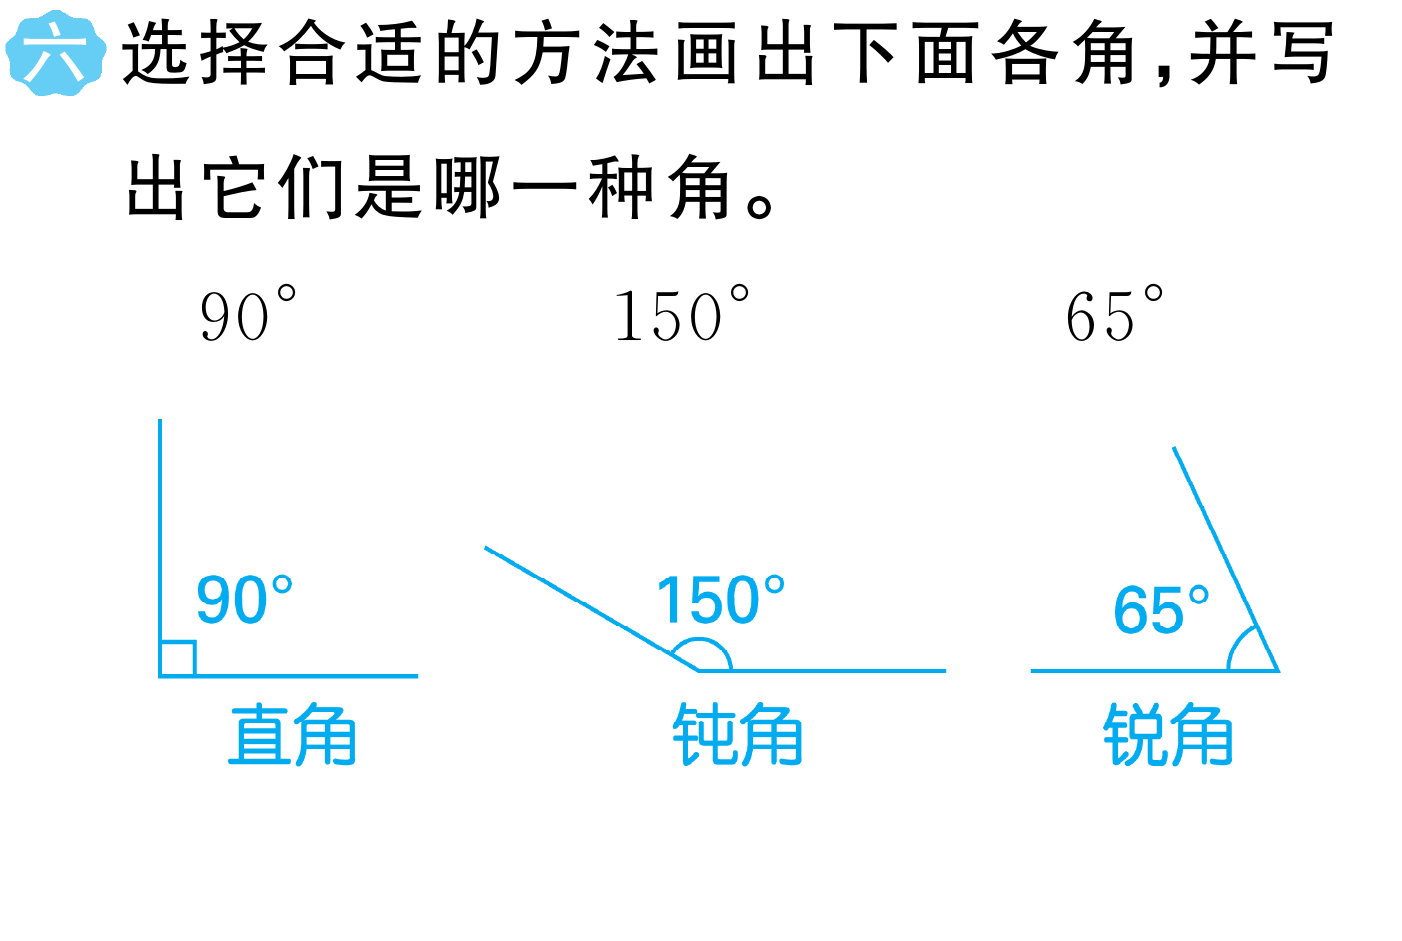 六 选择合适的方法画出下面各角,并写
出它们是哪一种角。
90° 150° 65°
90° 150° 65°
直角 钝角 锐角